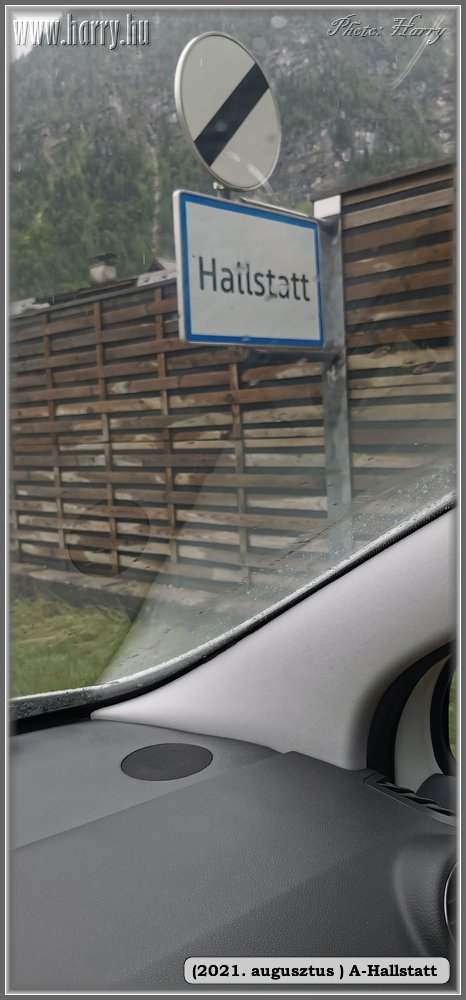 www.harry.hu
Photo: Harry
Hallstatt
(2021. augusztus ) A-Hallstatt